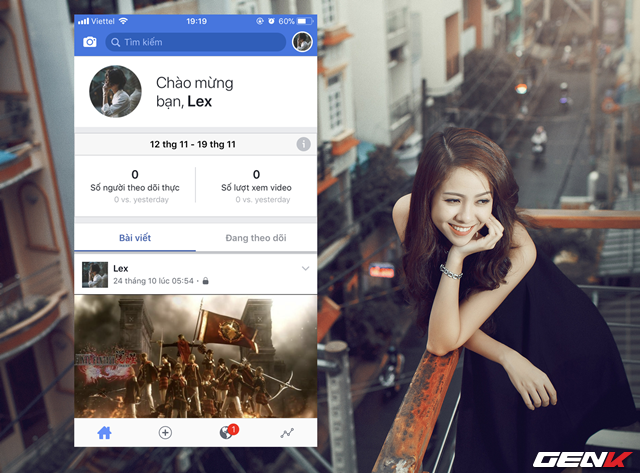 Viettel 19:19 60%
Tìm kiếm
Chào mừng
bạn, Lex
12 thg 11 - 19 thg 11
0 0
Số người theo dõi thực Số lượt xem video
0 vs. yesterday 0 vs. yesterday
Bài viết Đang theo dõi
Lex
24 tháng 10 lúc 05:54
1
GENK